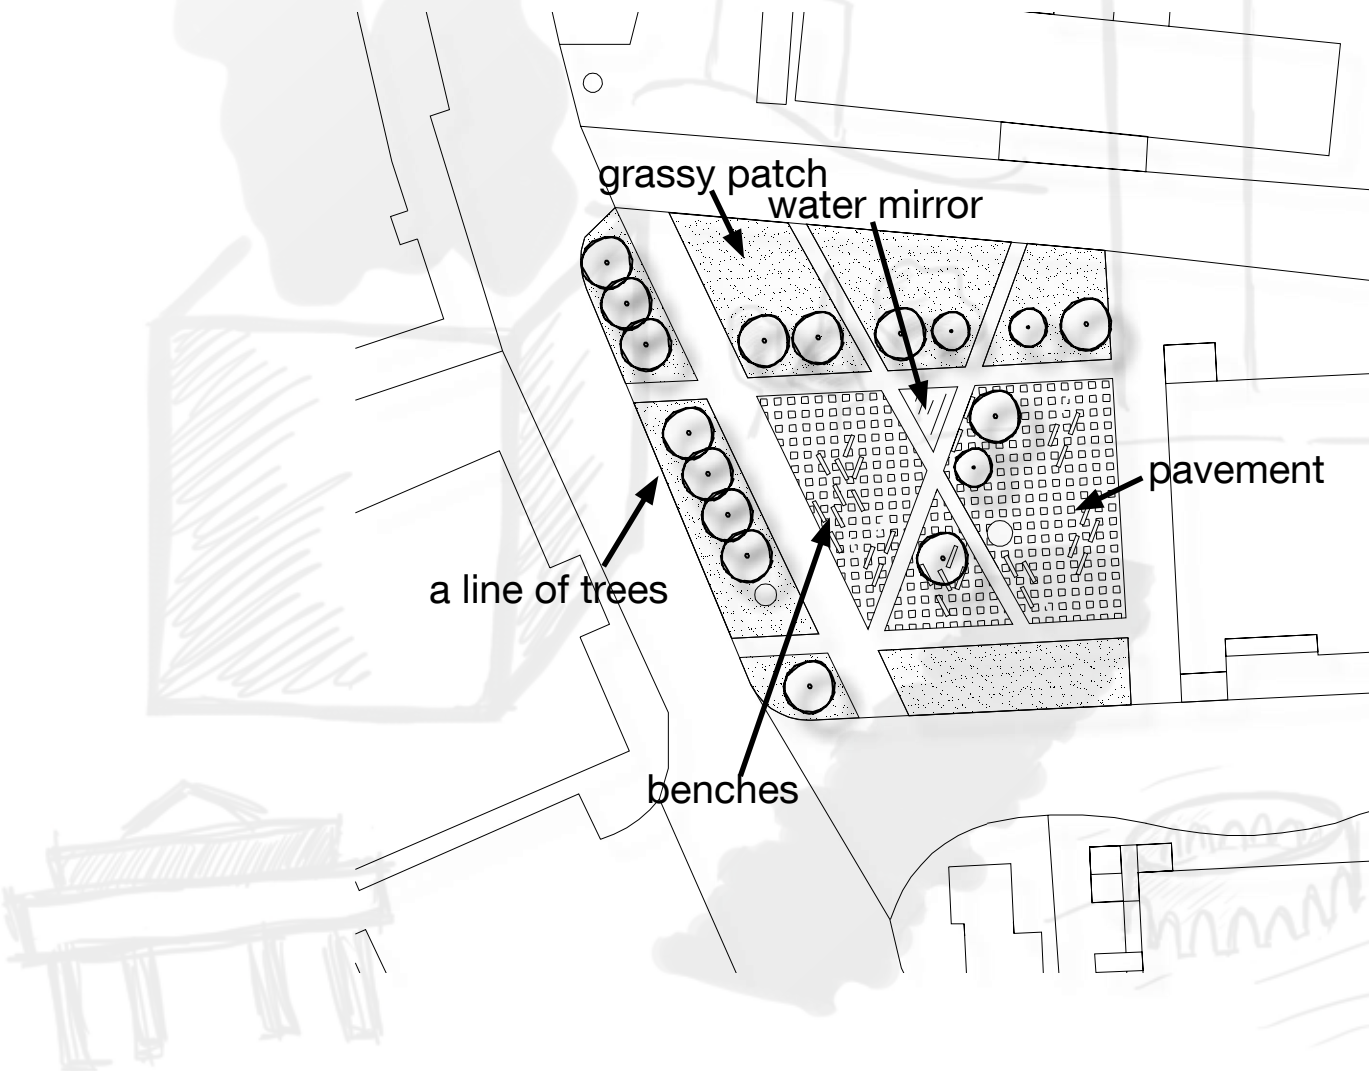 grassy patch
water mirror
pavement
a line of trees
benches